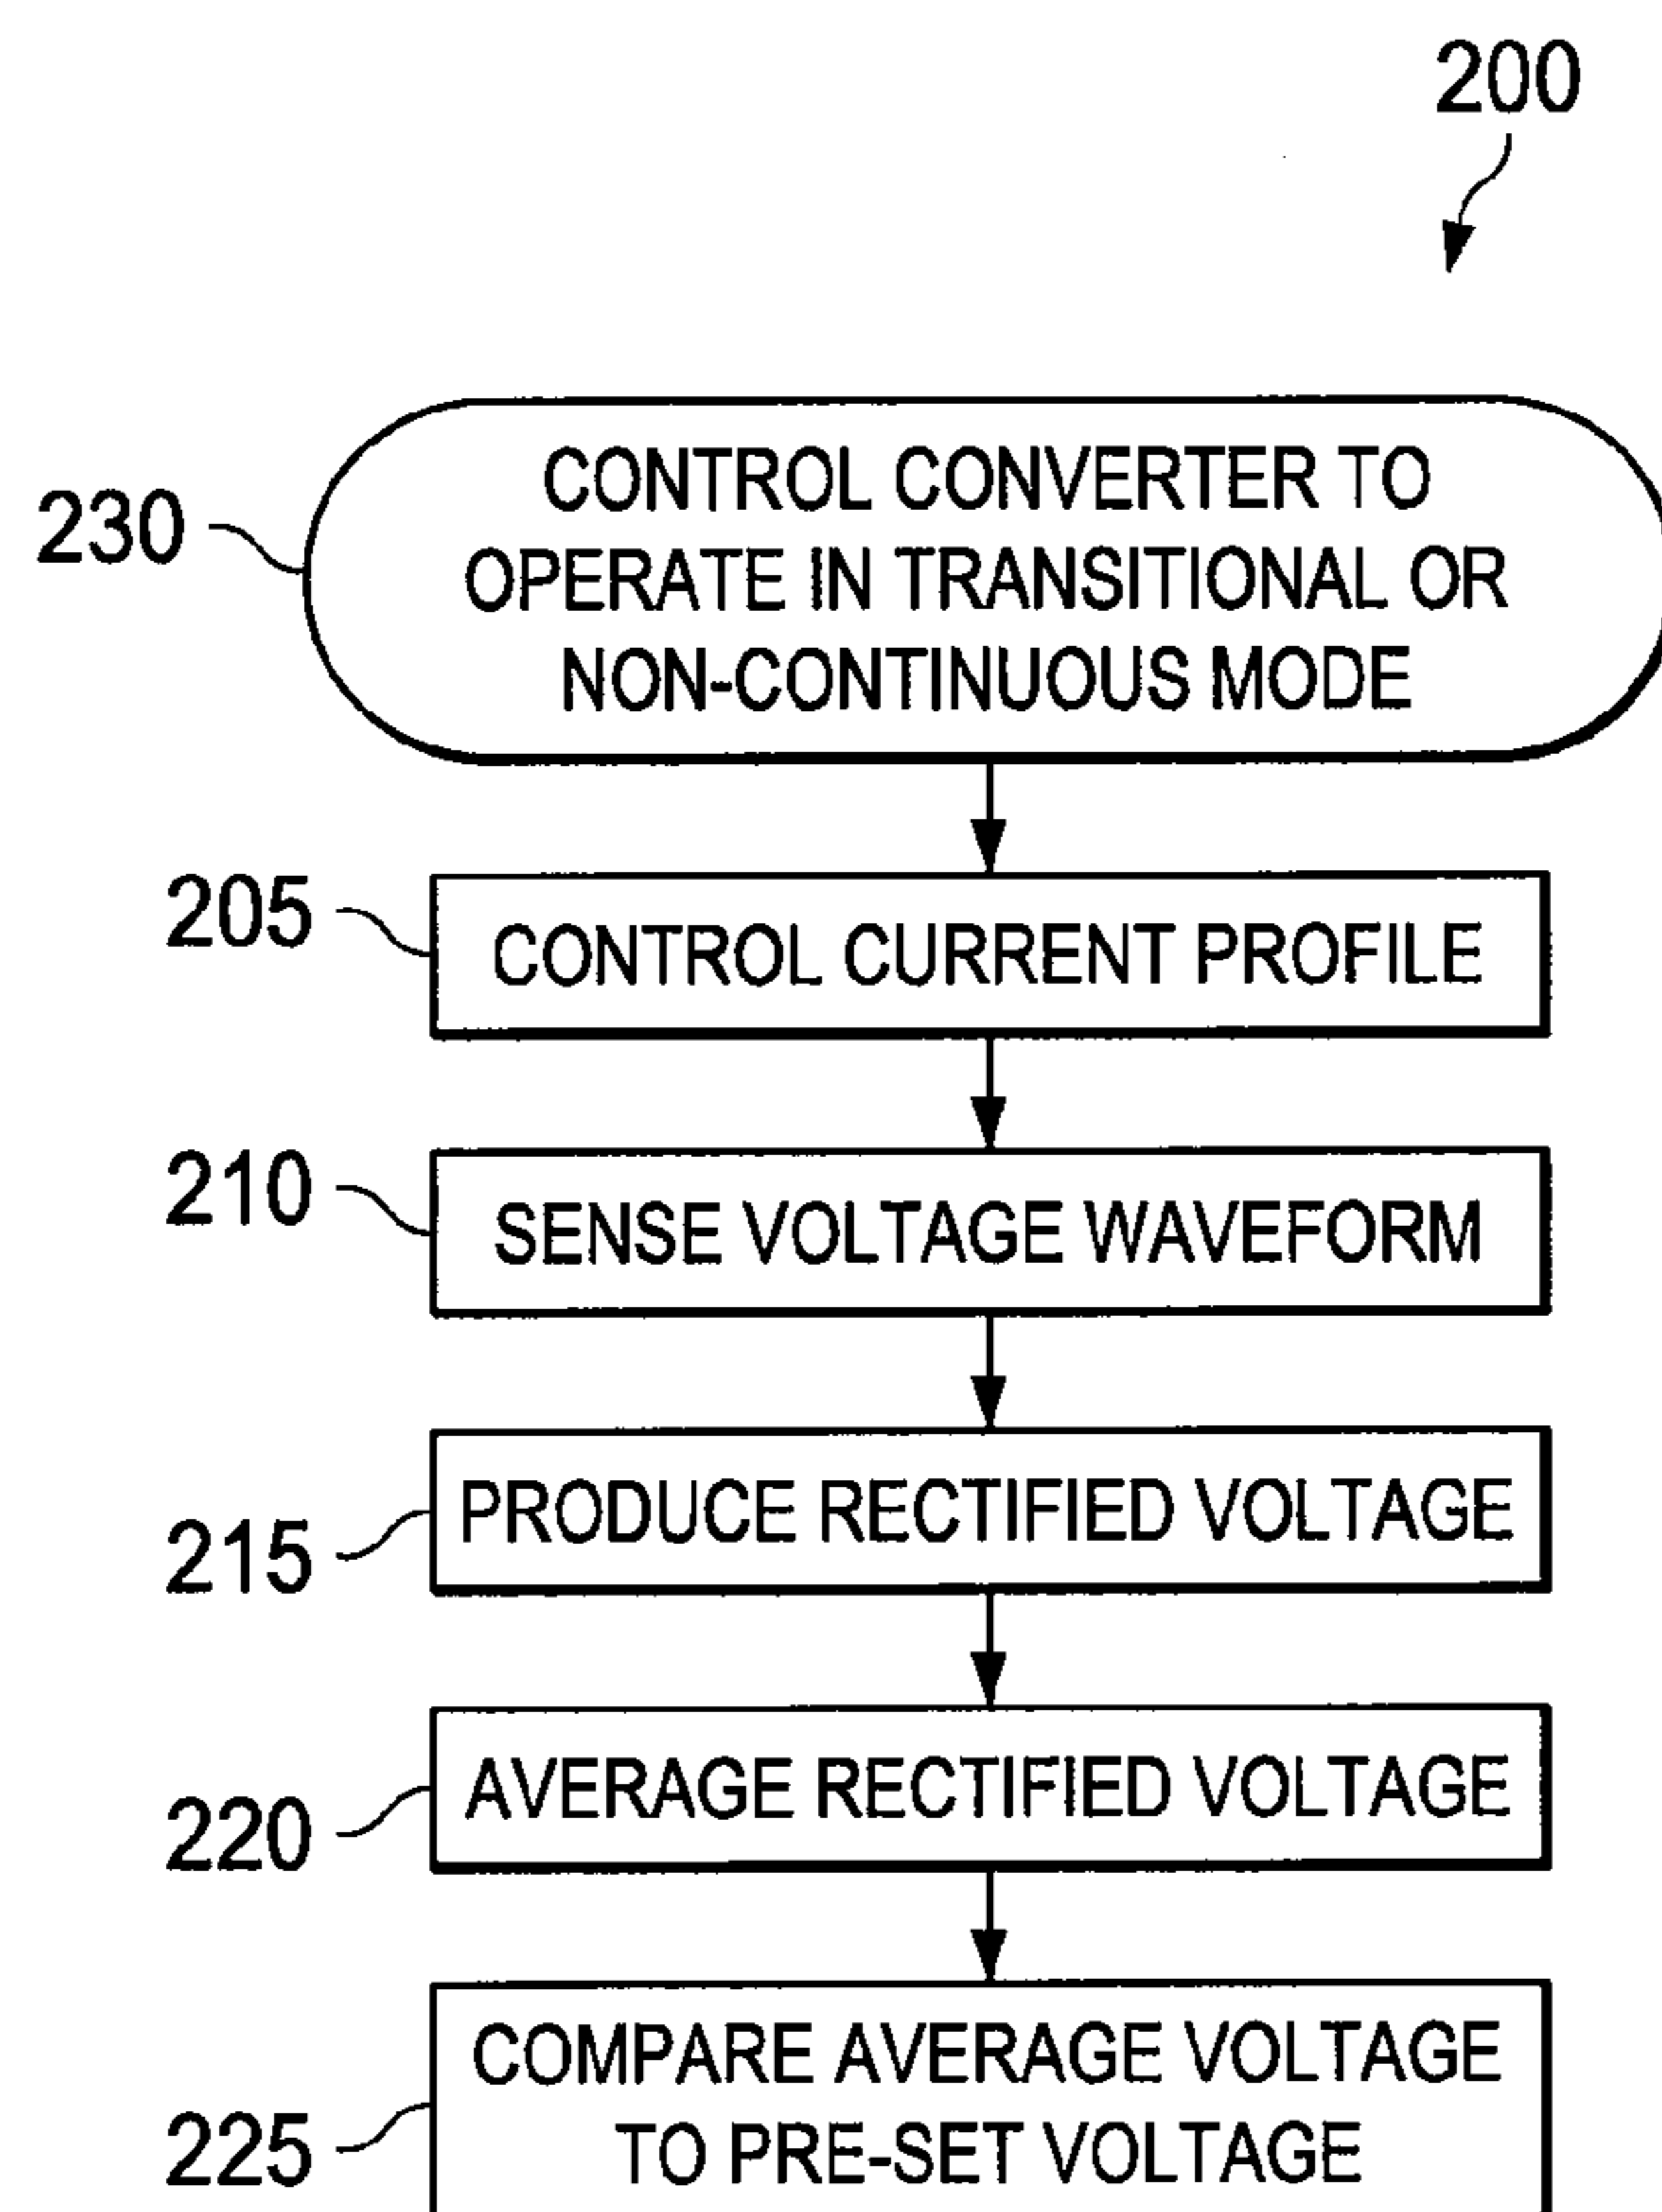 200
230
CONTROL CONVERTER TO
OPERATE IN TRANSITIONAL OR
NON-CONTINUOUS MODE
205
CONTROL CURRENT PROFILE
210
SENSE VOLTAGE WAVEFORM
215
PRODUCE RECTIFIED VOLTAGE
220
AVERAGE RECTIFIED VOLTAGE
225
COMPARE AVERAGE VOLTAGE
TO PRE-SET VOLTAGE